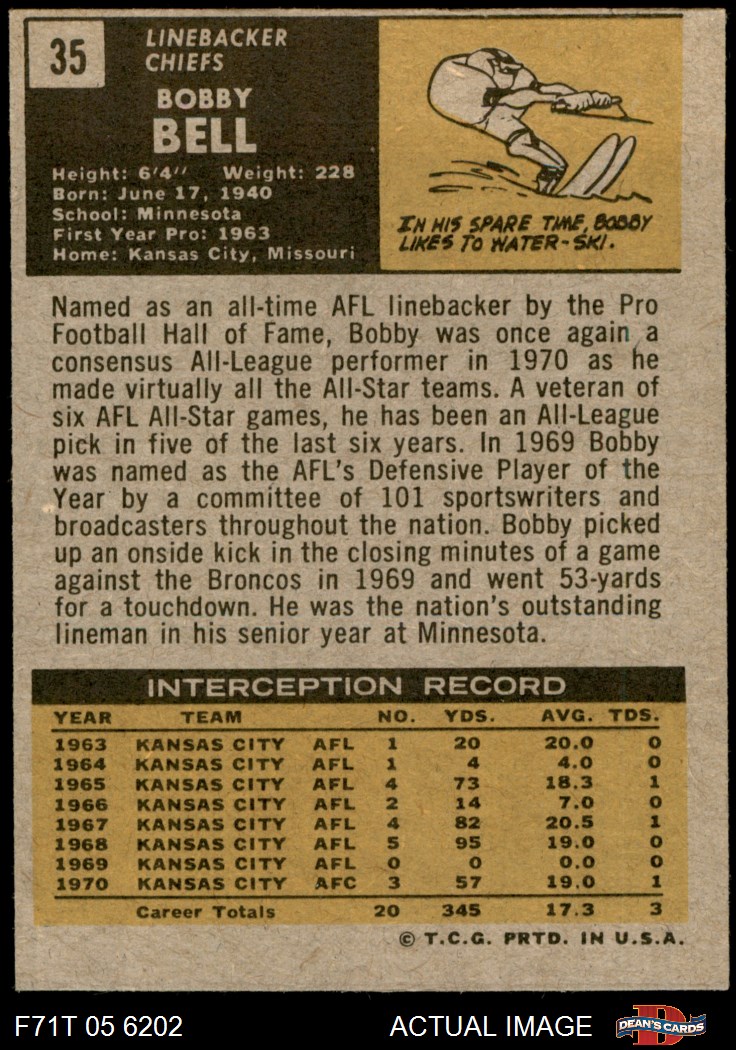 35
LINEBACKER
CHIEFS
BOBBY
BELL
Height: 6'4" Weight: 228
Born: June 17, 1940
School: Minnesota
First Year Pro: 1963
Home: Kansas City, Missouri
IN HIS SPARE TIME, BOBBY
LIKES TO WATER-SKI.
Named as an all-time AFL linebacker by the Pro
Football Hall of Fame, Bobby was once again a
consensus All-League performer in 1970 as he
made virtually all the All-Star teams. A veteran of
six AFL All-Star games, he has been an All-League
pick in five of the last six years. In 1969 Bobby
was named as the AFL's Defensive Player of the
Year by a committee of 101 sportswriters and
broadcasters throughout the nation. Bobby picked
up an onside kick in the closing minutes of a game
against the Broncos in 1969 and went 53-yards
for a touchdown. He was the nation's outstanding
lineman in his senior year at Minnesota.
INTERCEPTION RECORD
YEAR TEAM NO. YDS. AVG. TDS.
1963 KANSAS CITY AFL 1 20 20.0 0
1964 KANSAS CITY AFL 1 4 4.0 0
1965 KANSAS CITY AFL 4 73 18.3 1
1966 KANSAS CITY AFL 2 14 7.0 0
1967 KANSAS CITY AFL 4 82 20.5 1
1968 KANSAS CITY AFL 5 95 19.0 0
1969 KANSAS CITY AFL 0 0 0.0 0
1970 KANSAS CITY AFC 3 57 19.0 1
Career Totals 20 345 17.3 3
© T.C.G. PRTD. IN U.S.A.
F71T 05 6202 ACTUAL IMAGE D DEAN'S CARDS